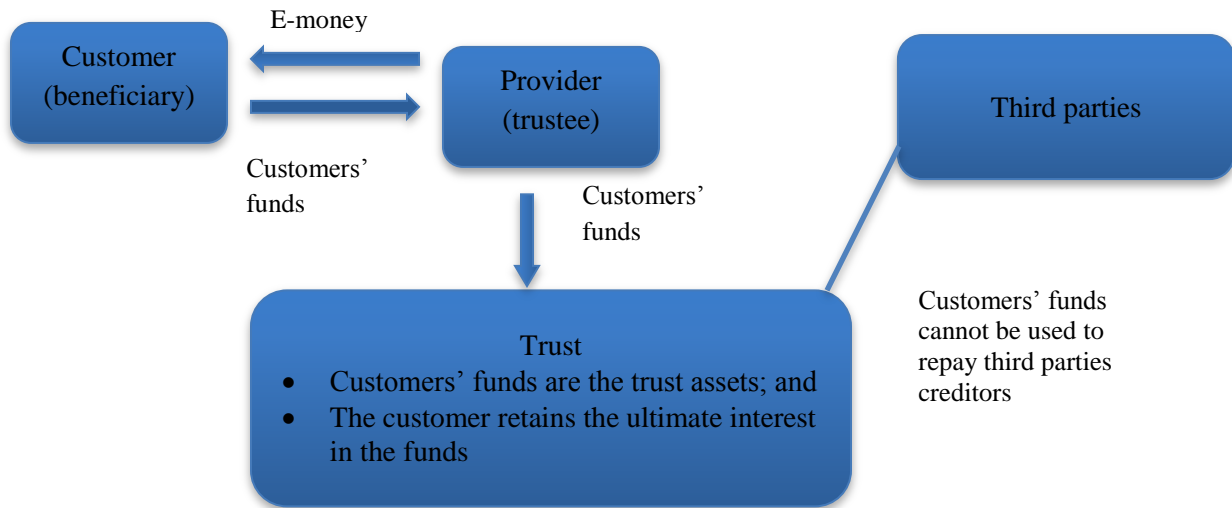 E-money
Customer
(beneficiary)
Provider
(trustee)
Third parties
Customers’
funds
Customers’
funds
Trust
• Customers’ funds are the trust assets; and
• The customer retains the ultimate interest
in the funds
Customers’ funds
cannot be used to
repay third parties
creditors